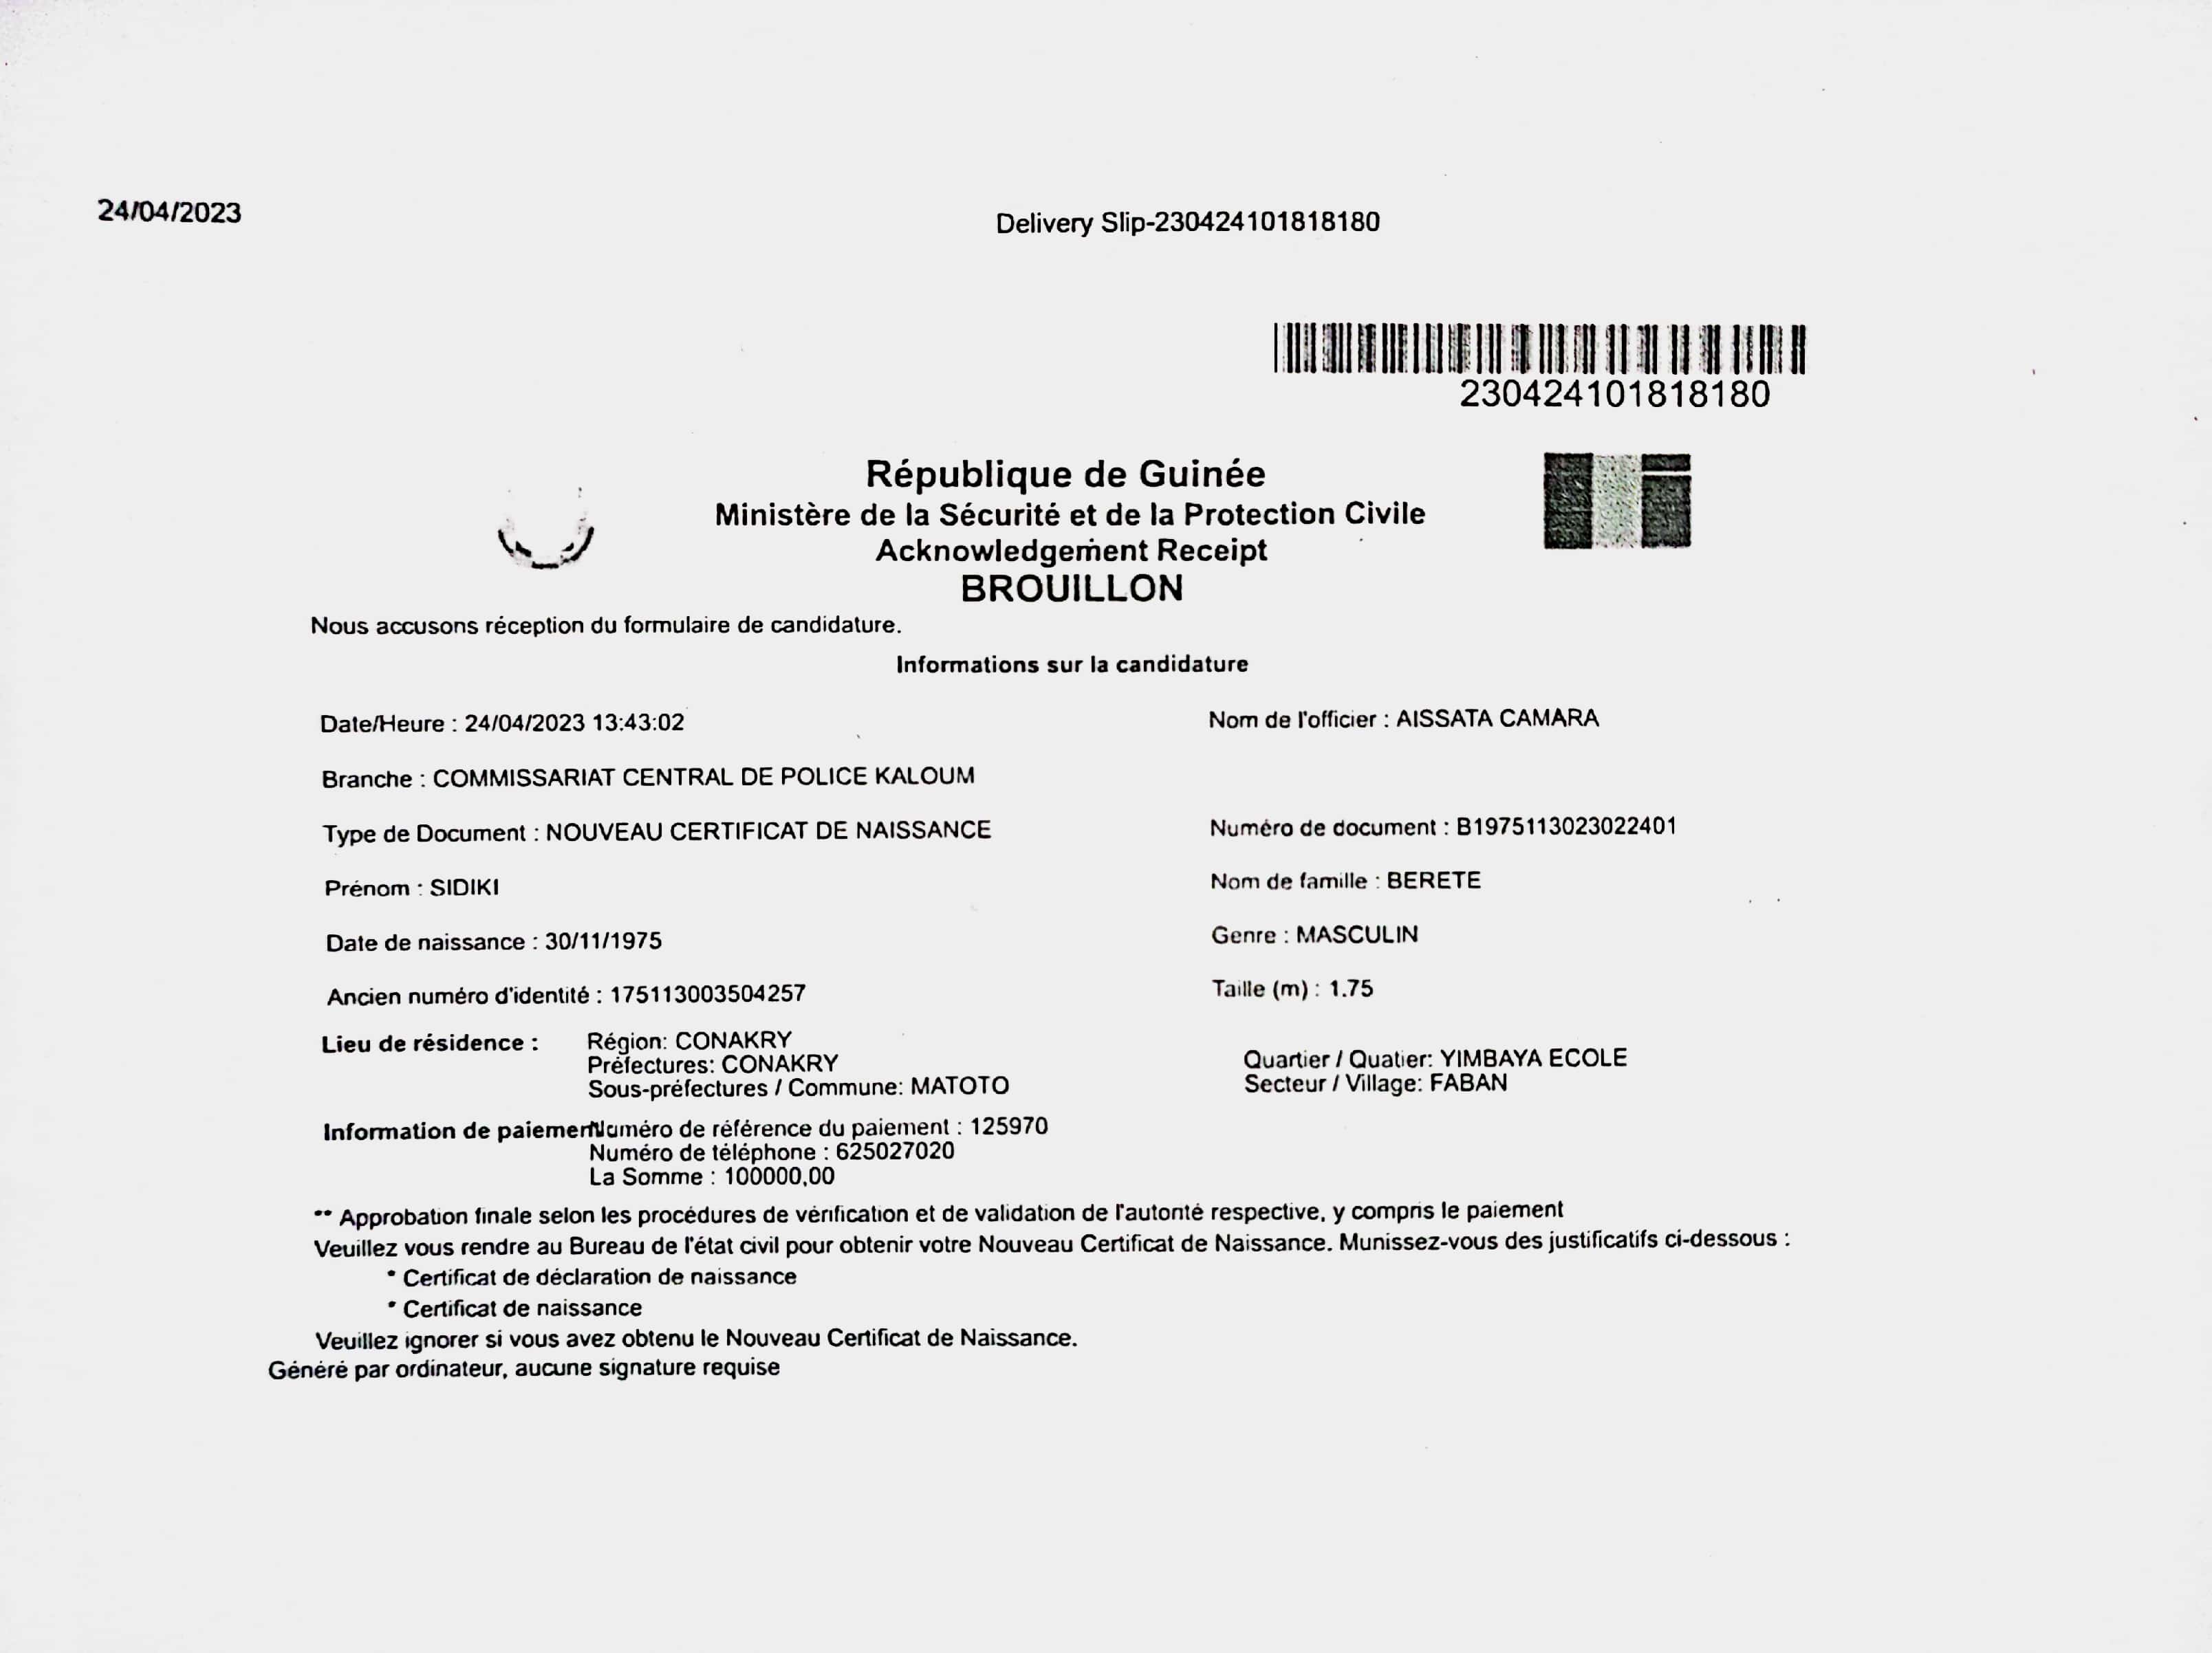 24/04/2023
Delivery Slip-230424101818180
230424101818180
République de Guinée
Ministère de la Sécurité et de la Protection Civile
Acknowledgement Receipt
BROUILLON
Nous accusons réception du formulaire de candidature.
Informations sur la candidature
Date/Heure : 24/04/2023 13:43:02
Nom de l'officier : AISSATA CAMARA
Branche : COMMISSARIAT CENTRAL DE POLICE KALOUM
Type de Document : NOUVEAU CERTIFICAT DE NAISSANCE
Numéro de document : B1975113023022401
Prénom : SIDIKI
Nom de famille : BERETE
Date de naissance : 30/11/1975
Genre : MASCULIN
Ancien numéro d'identité : 175113003504257
Taille (m) : 1.75
Lieu de résidence :
Région: CONAKRY
Préfectures: CONAKRY
Sous-préfectures / Commune: MATOTO
Quartier / Quatier: YIMBAYA ECOLE
Secteur / Village: FABAN
Information de paiement Numéro de référence du paiement : 125970
Numéro de téléphone : 625027020
La Somme : 100000,00
** Approbation finale selon les procédures de vérification et de validation de l'autorité respective, y compris le paiement
Veuillez vous rendre au Bureau de l'état civil pour obtenir votre Nouveau Certificat de Naissance. Munissez-vous des justificatifs ci-dessous :
* Certificat de déclaration de naissance
* Certificat de naissance
Veuillez ignorer si vous avez obtenu le Nouveau Certificat de Naissance.
Généré par ordinateur, aucune signature requise